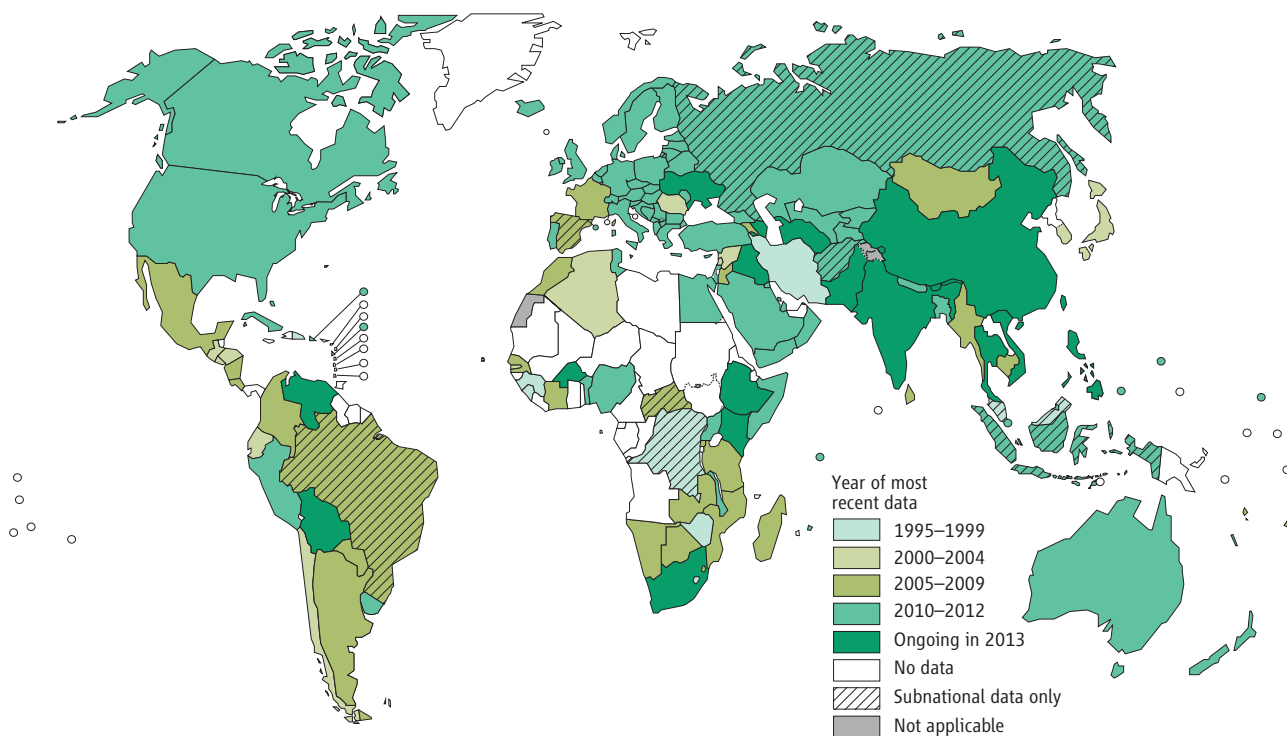 Year of most
recent data
1995–1999
2000–2004
2005–2009
2010–2012
Ongoing in 2013
No data
Subnational data only
Not applicable